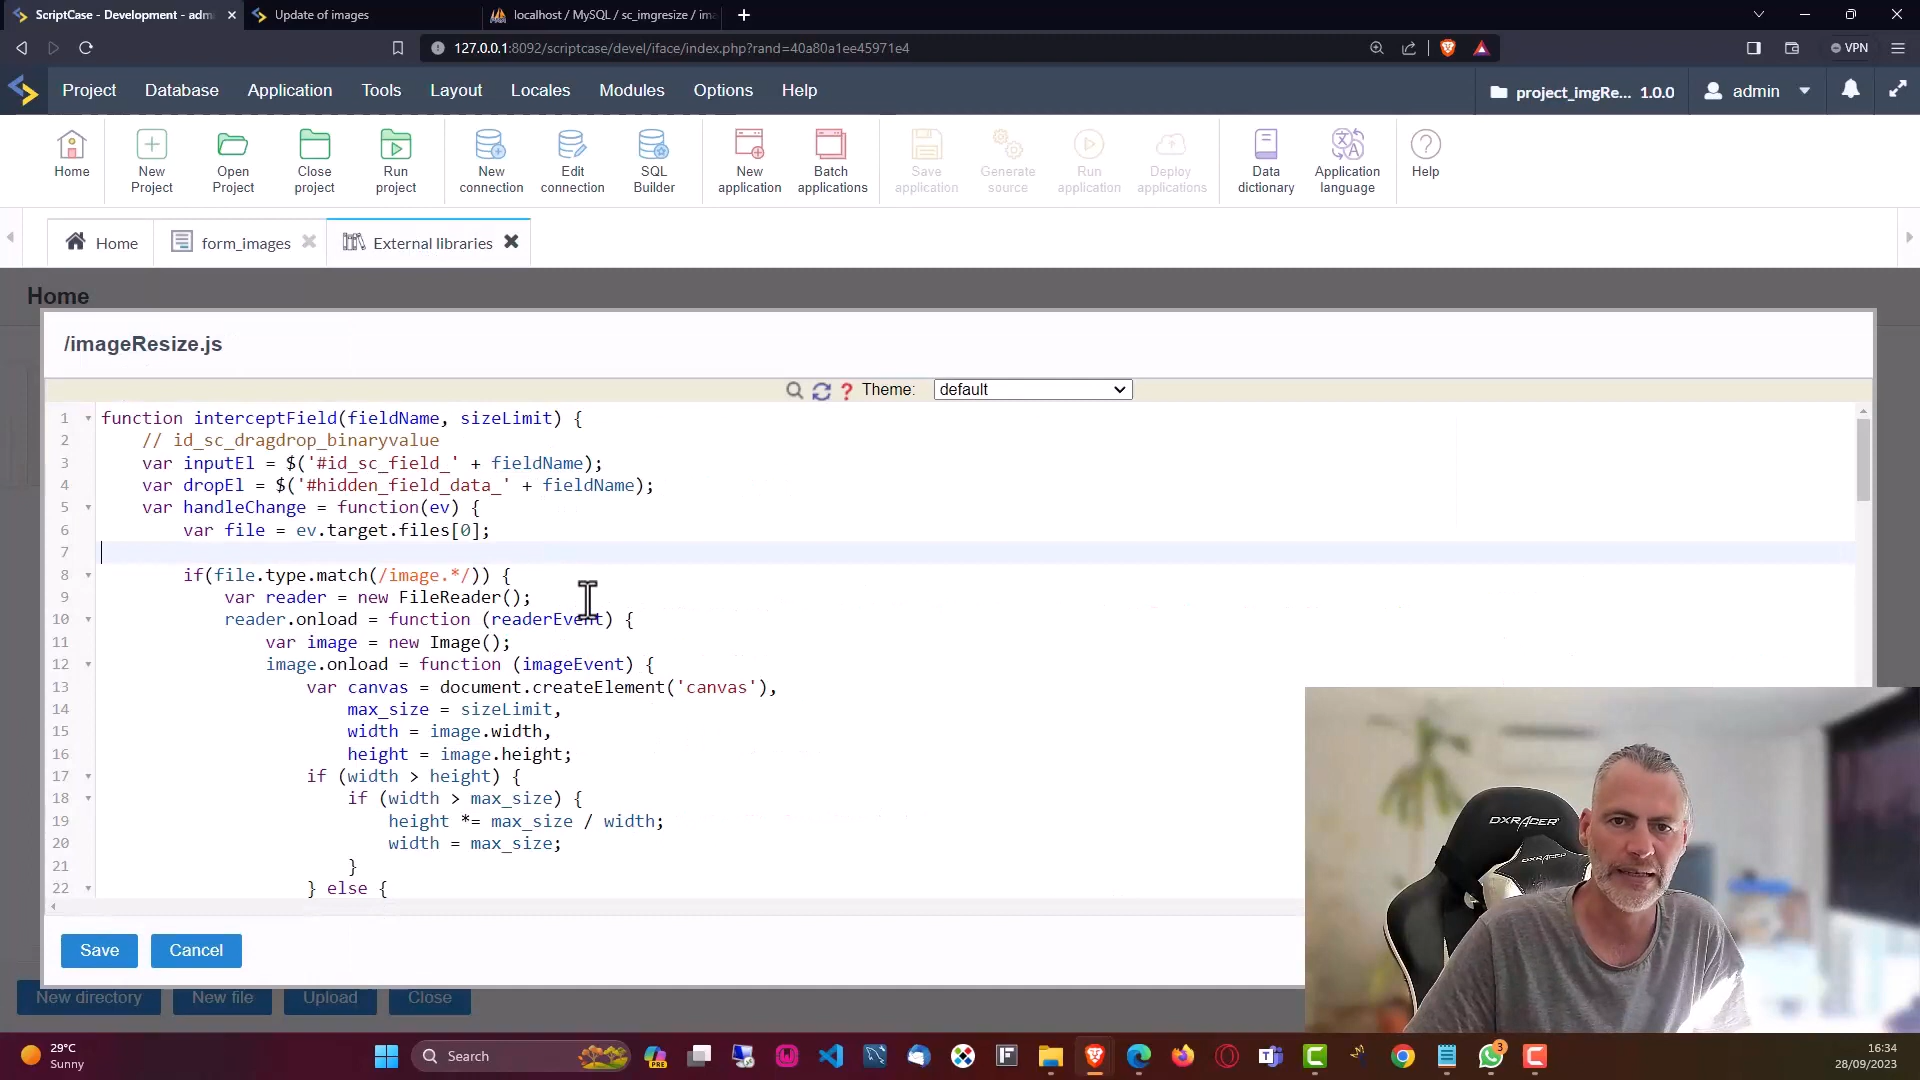 ScriptCase - Development - adm
Update of images
localhost / MySQL / sc_imgresize / im
127.0.0.1:8092/scriptcase/devel/iface/index.php?rand=40a80a1ee45971e4
VPN
Project Database Application Tools Layout Locales Modules Options Help
project_imgRe... 1.0.0
admin
Home
New Project
Open Project
Close project
Run project
New connection
Edit connection
SQL Builder
New application
Batch applications
Save application
Generate source
Run application
Deploy applications
Data dictionary
Application language
Help
Home
form_images
External libraries
Home
/imageResize.js
? Theme: default
1 function interceptField(fieldName, sizeLimit) {
2 // id_sc_dragdrop_binaryvalue
3 var inputEl = $('#id_sc_field_' + fieldName);
4 var dropEl = $('#hidden_field_data_' + fieldName);
5 var handleChange = function(ev) {
6 var file = ev.target.files[0];
7
8 if(file.type.match(/image.*/)) {
9 var reader = new FileReader();
10 reader.onload = function (readerEvent) {
11 var image = new Image();
12 image.onload = function (imageEvent) {
13 var canvas = document.createElement('canvas'),
14 max_size = sizeLimit,
15 width = image.width,
16 height = image.height;
17 if (width > height) {
18 if (width > max_size) {
19 height *= max_size / width;
20 width = max_size;
21 }
22 } else {
Save Cancel
New directory New file Upload Close
DXRACER
DXRACER
29°C
Sunny
Search
PRE
3
16:34
28/09/2023